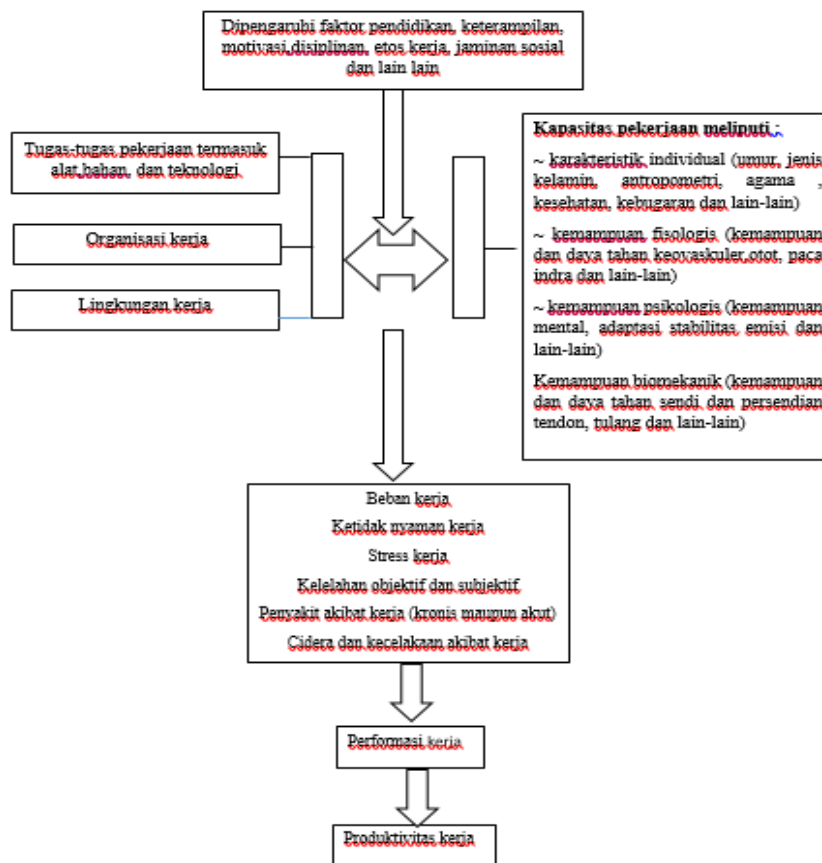 Dipengaruhi faktor pendidikan, keterampilan,
motivasi,disiplinan, etos kerja, jaminan sosial
dan lain lain
Tugas-tugas pekerjaan termasuk
alat,bahan, dan teknologi
Organisasi kerja
Lingkungan kerja
Kapasitas pekerjaan meliputi :
~ karakteristik individual (umur, jenis
kelamin, antropometri, agama ,
kesehatan, kebugaran dan lain-lain)
~ kemampuan fisologis (kemampuan
dan daya tahan keovaskuler,otot, paca
indra dan lain-lain)
~ kemampuan psikologis (kemampuan
mental, adaptasi stabilitas emisi dan
lain-lain)
Kemampuan biomekanik (kemampuan
dan daya tahan sendi dan persendian
tendon, tulang dan lain-lain)
Beban kerja
Ketidak nyaman kerja
Stress kerja
Kelelahan objektif dan subjektif
Penyakit akibat kerja (kronis maupun akut)
Cidera dan kecelakaan akibat kerja
Performasi kerja
Produktivitas kerja